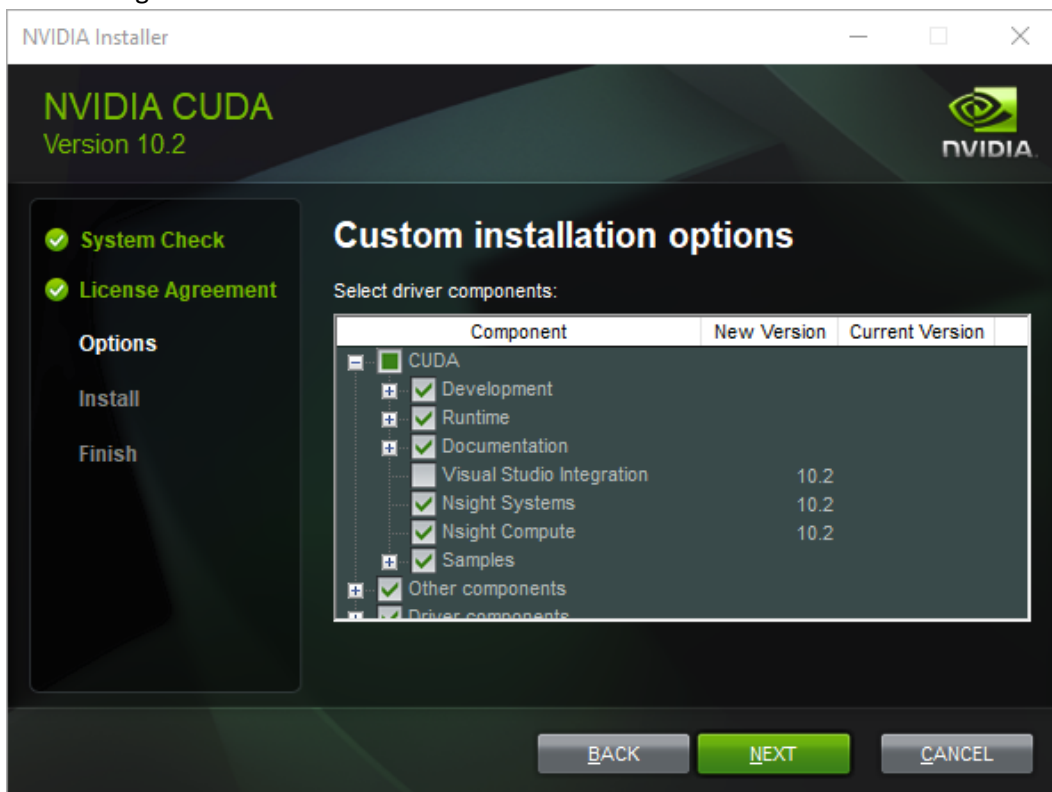 NVIDIA Installer
NVIDIA CUDA
Version 10.2
NVIDIA.
System Check
License Agreement
Options
Install
Finish
Custom installation options
Select driver components:
Component New Version Current Version
CUDA
Development
Runtime
Documentation
Visual Studio Integration 10.2
Nsight Systems 10.2
Nsight Compute 10.2
Samples
Other components
Driver components
BACK NEXT CANCEL